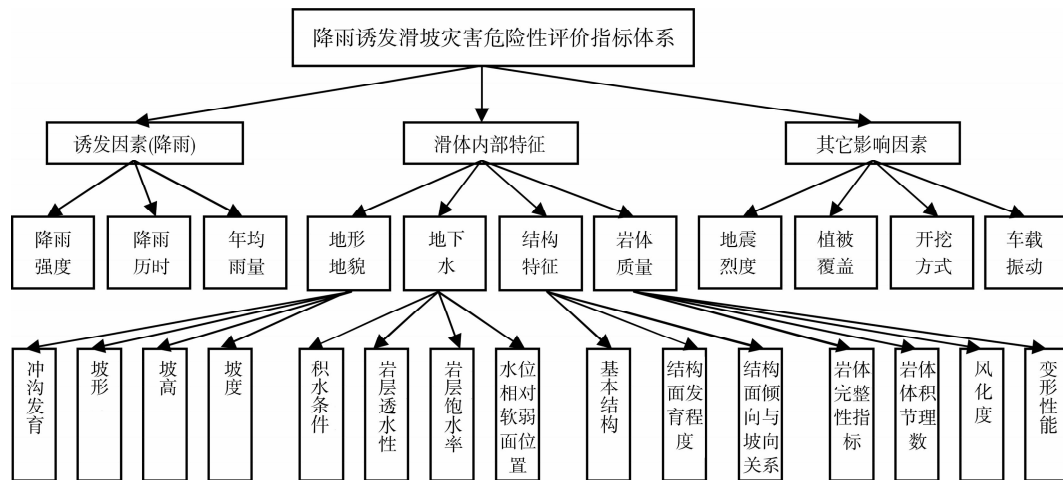 降雨诱发滑坡灾害危险性评价指标体系
诱发因素(降雨)
滑体内部特征
其它影响因素
降雨
强度
降雨
历时
年均
雨量
地形
地貌
地下
水
结构
特征
岩体
质量
地震
烈度
植被
覆盖
开挖
方式
车载
振动
冲沟发育
坡形
坡高
坡度
积水条件
岩层透水性
岩层饱水率
水位
相对
软弱
面位
置
基本结构
结构
面发
育程
度
结构
面倾
向与
坡向
关系
岩体
完整
性指
标
岩体
体积
节理
数
风化度
变形性能